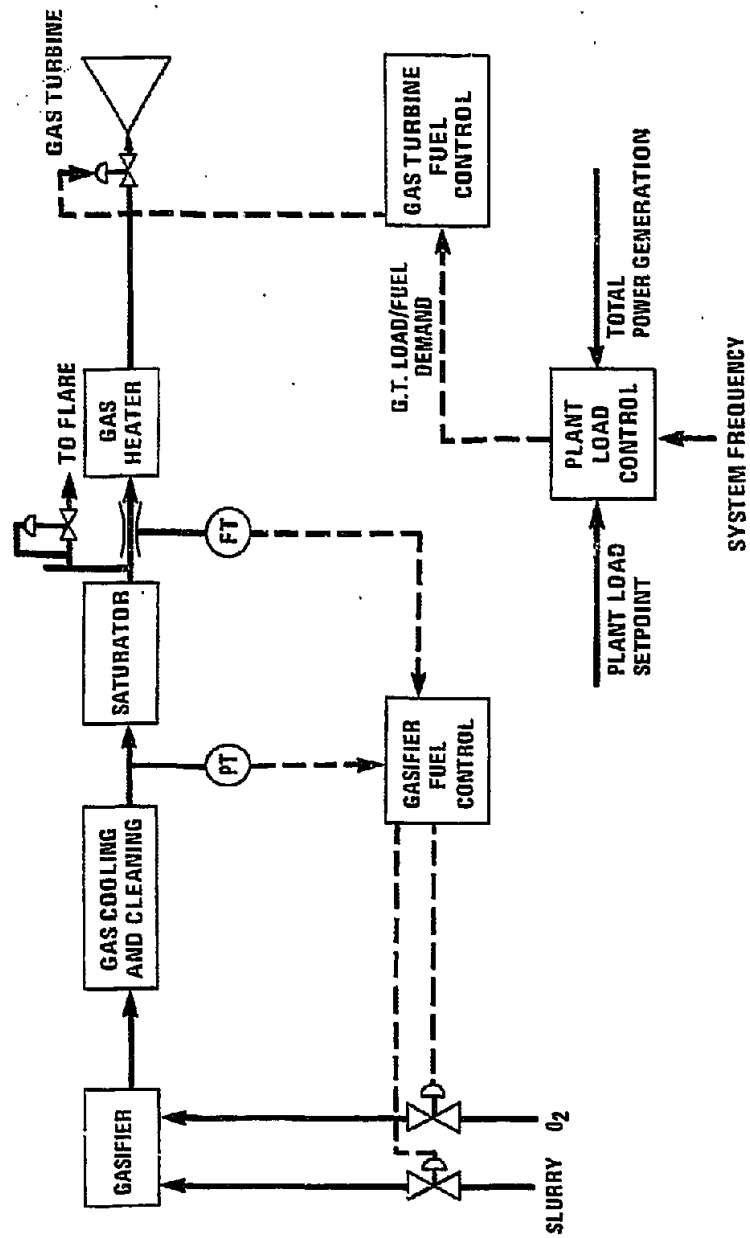 GASIFIER
GAS COOLING
AND CLEANING
SATURATOR
TO FLARE
GAS
HEATER
GAS TURBINE
PT
FT
GASIFIER
FUEL
CONTROL
G.T. LOAD/FUEL
DEMAND
GAS TURBINE
FUEL
CONTROL
SLURRY
O2
PLANT LOAD
SETPOINT
PLANT
LOAD
CONTROL
TOTAL
POWER GENERATION
SYSTEM FREQUENCY